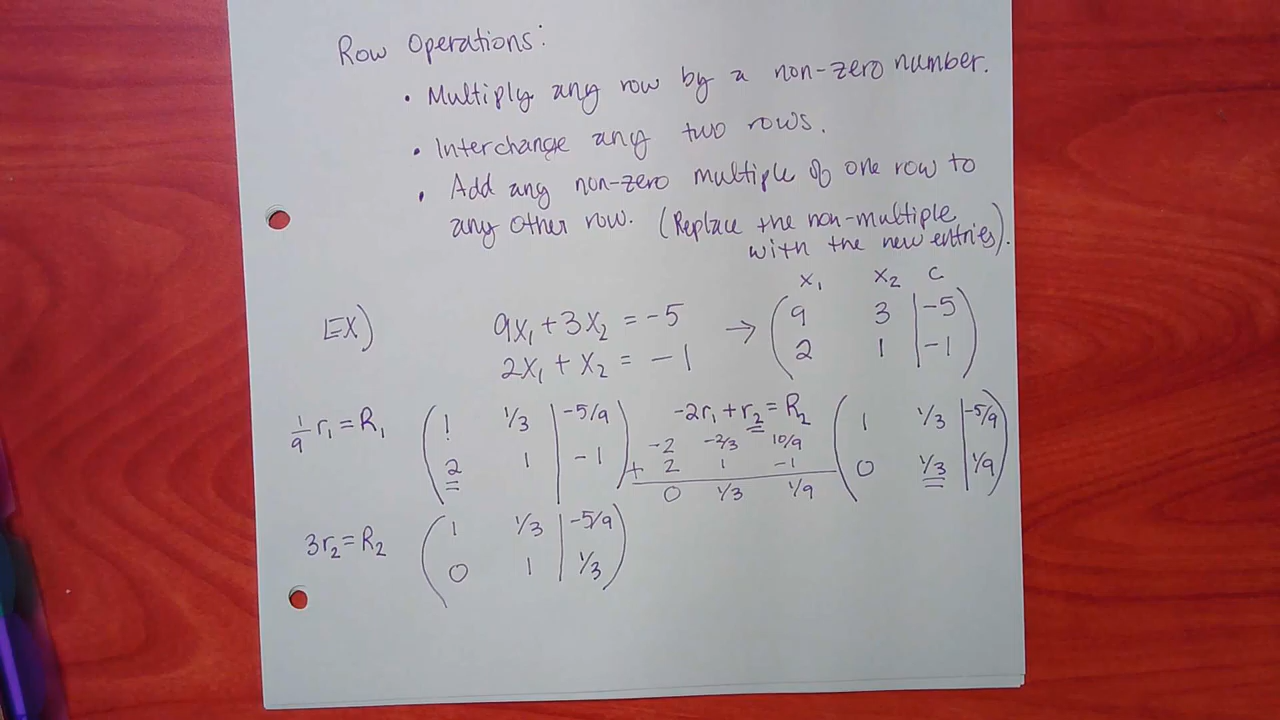 Row Operations:
• Multiply any row by a non-zero number.
• Interchange any two rows.
• Add any non-zero multiple of one row to
any other row. (Replace the non-multiple
with the new entries).
x₁ x₂ c
EX) 9x₁+3x₂ = -5 → ( 9 3 | -5 )
2x₁ + x₂ = -1 ( 2 1 | -1 )
1/9 r₁ = R₁ ( 1 1/3 | -5/9 ) -2r₁ + r₂ = R₂ ( 1 1/3 | -5/9 )
-2 -2/3 10/9
( 2 1 | -1 ) + 2 1 -1 ( 0 1/3 | 1/9 )
0 1/3 1/9
3r₂ = R₂ ( 1 1/3 | -5/9 )
( 0 1 | 1/3 )